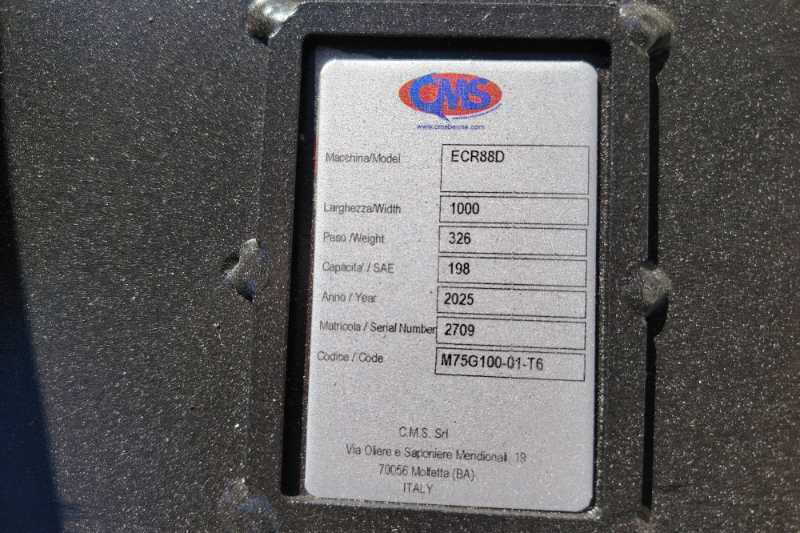 CMS
www.cmsbenne.com
Macchina/Model ECR88D
Larghezza/Width 1000
Peso /Weight 326
Capacita' / SAE 198
Anno / Year 2025
Matricola / Serial Number 2709
Codice / Code M75G100-01-T6
C.M.S. Srl
Via Oliere e Saponiere Meridionali, 19
70056 Molfetta (BA)
ITALY